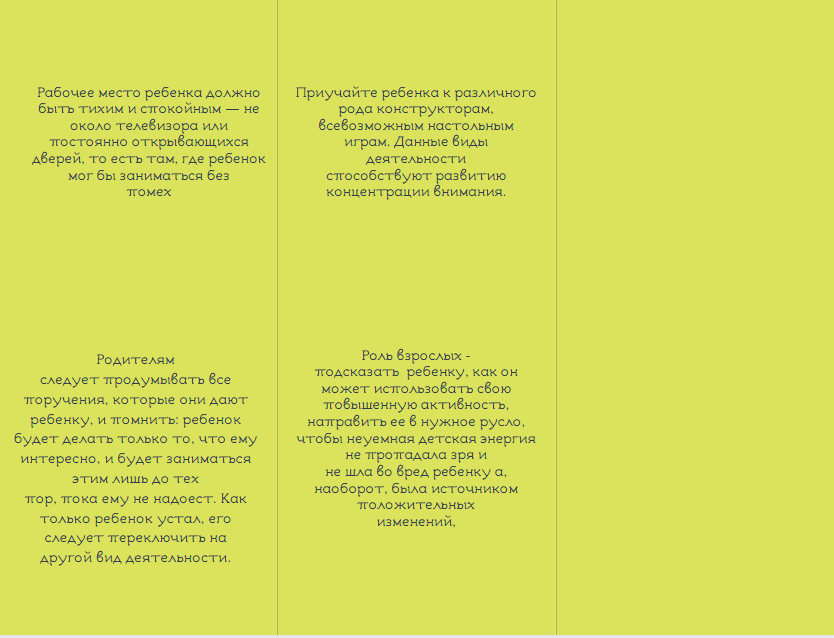 Рабочее место ребенка должно
быть тихим и спокойным — не
около телевизора или
постоянно открывающихся
дверей, то есть там, где ребенок
мог бы заниматься без
помех
Родителям
следует продумывать все
поручения, которые они дают
ребенку, и помнить: ребенок
будет делать только то, что ему
интересно, и будет заниматься
этим лишь до тех
пор, пока ему не надоест. Как
только ребенок устал, его
следует переключить на
другой вид деятельности.
Приучайте ребенка к различного
рода конструкторам,
всевозможным настольным
играм. Данные виды
деятельности
способствуют развитию
концентрации внимания.
Роль взрослых -
подсказать  ребенку, как он
может использовать свою
повышенную активность,
направить ее в нужное русло,
чтобы неуемная детская энергия
не пропадала зря и
не шла во вред ребенку а,
наоборот, была источником
положительных
изменений,